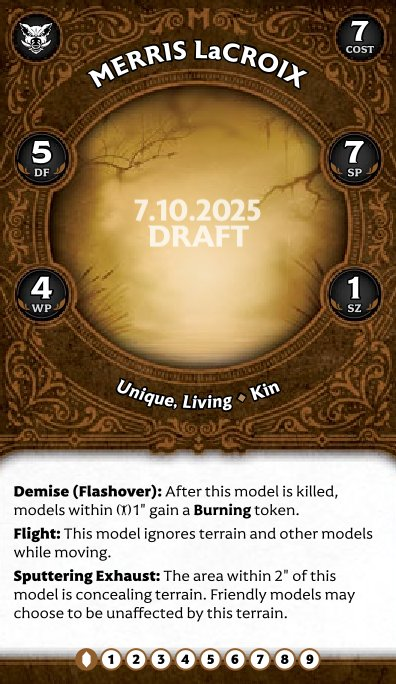 7
COST
MERRIS LaCROIX
5
DF
7
SP
7.10.2025
DRAFT
4
WP
1
SZ
Unique, Living ◆ Kin
Demise (Flashover): After this model is killed,
models within 1" gain a Burning token.
Flight: This model ignores terrain and other models
while moving.
Sputtering Exhaust: The area within 2" of this
model is concealing terrain. Friendly models may
choose to be unaffected by this terrain.
1 2 3 4 5 6 7 8 9